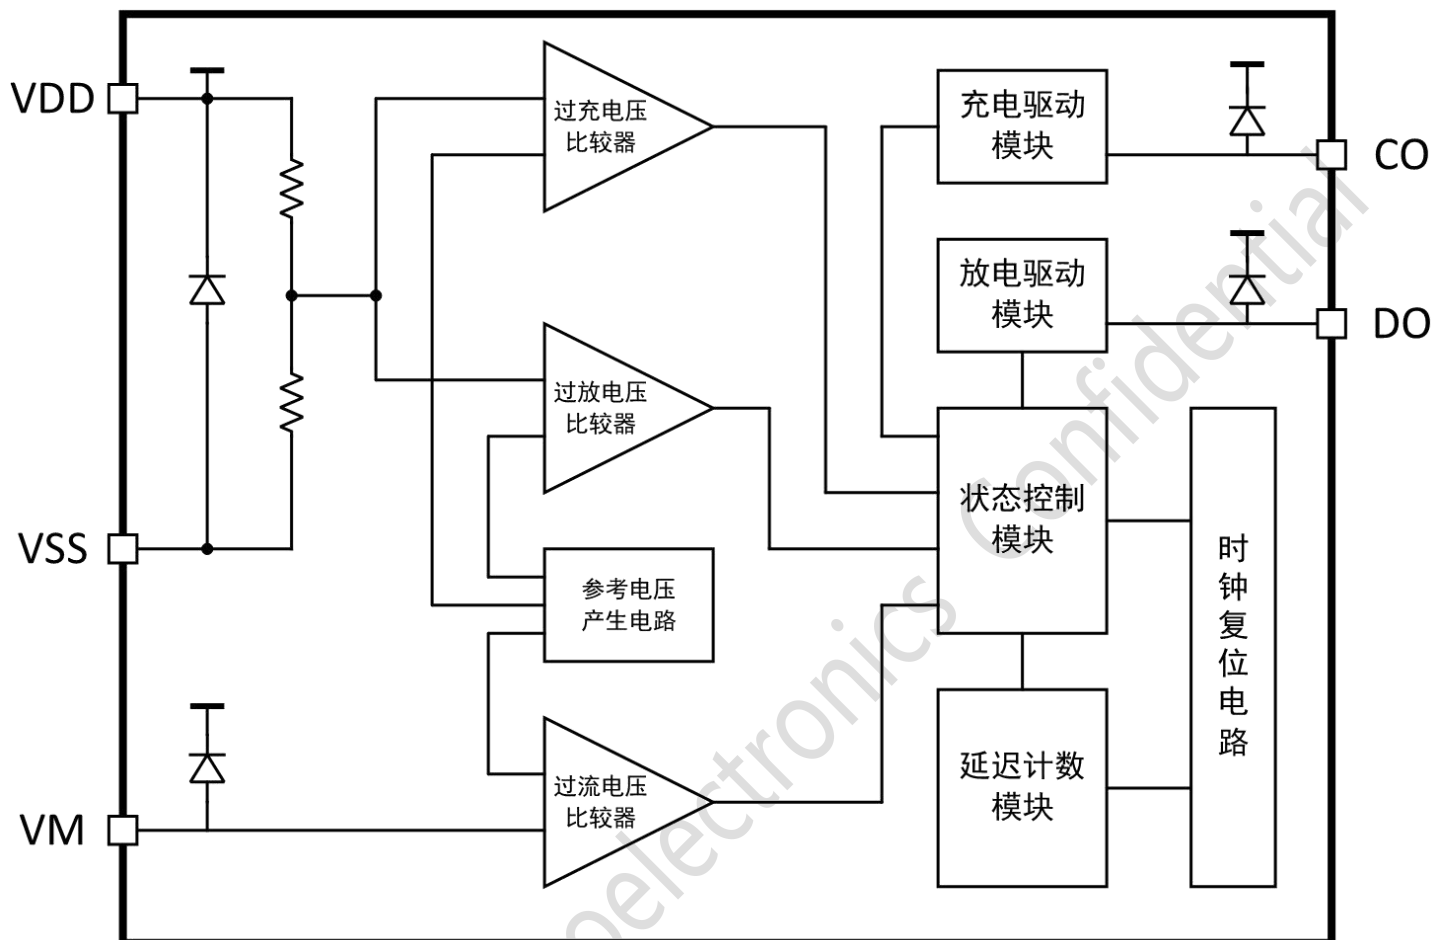 VDD
VSS
VM
CO
DO
过充电压
比较器
过放电压
比较器
参考电压
产生电路
过流电压
比较器
充电驱动
模块
放电驱动
模块
状态控制
模块
延迟计数
模块
时
钟
复
位
电
路
oelectronics Confidential